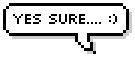 YES SURE.... :)